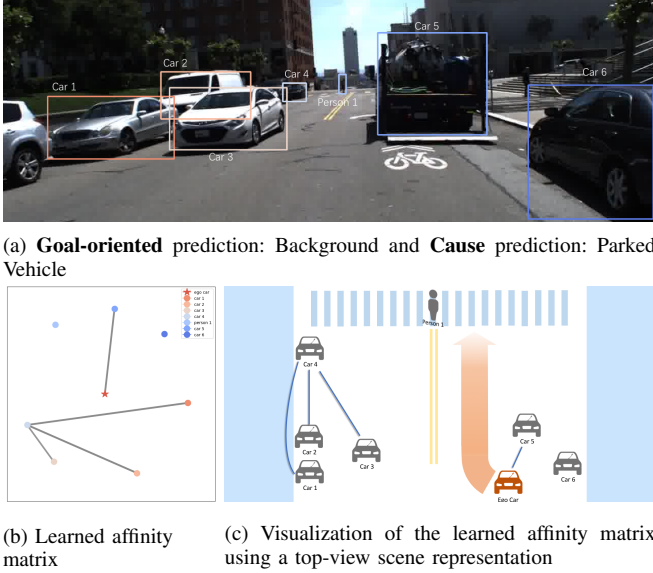 Car 5
Car 2
Car 6
Car 4
Car 1
Person 1
Car 3
(a) Goal-oriented prediction: Background and Cause prediction: Parked
Vehicle
ego car
car 1
car 2
car 3
car 4
person 1
car 5
car 6
Person 1
Car 4
Car 5
Car 2
Car 3
Car 6
Car 1
Ego Car
(b) Learned affinity
matrix
(c) Visualization of the learned affinity matrix
using a top-view scene representation